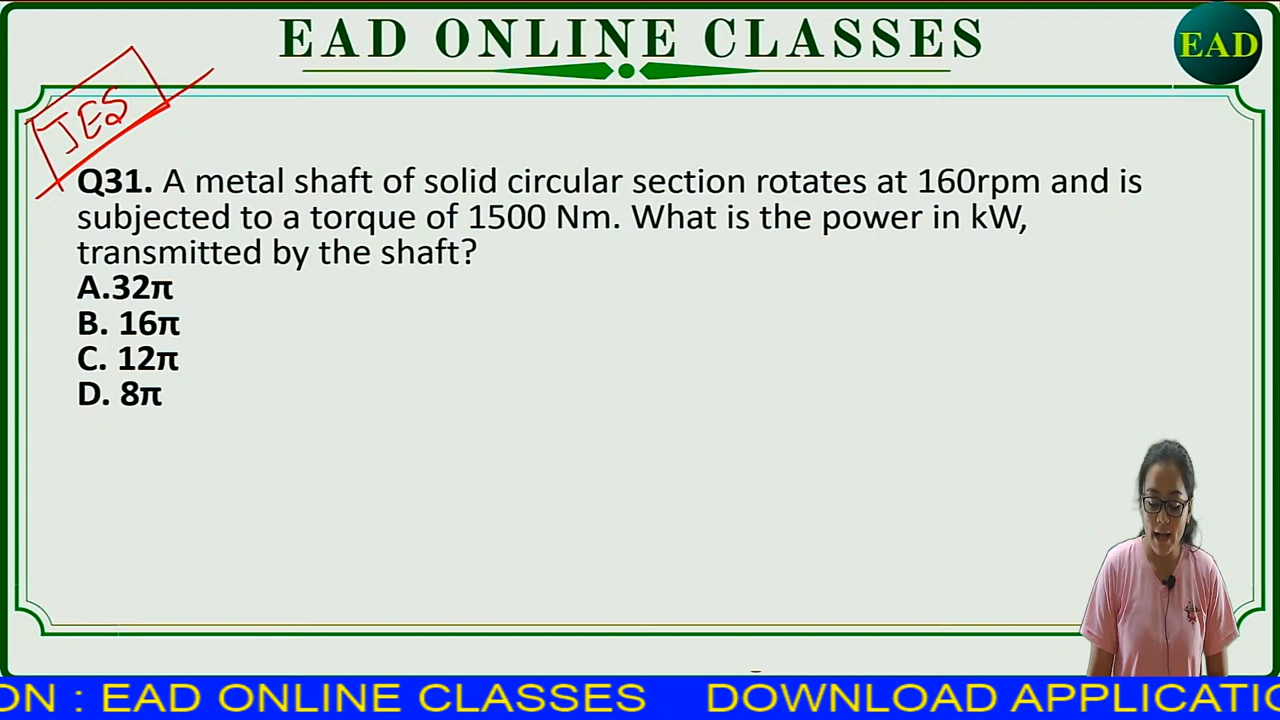 EAD ONLINE CLASSES
EAD
IES
Q31. A metal shaft of solid circular section rotates at 160rpm and is
subjected to a torque of 1500 Nm. What is the power in kW,
transmitted by the shaft?
A.32π
B. 16π
C. 12π
D. 8π
ON : EAD ONLINE CLASSES DOWNLOAD APPLICATIO